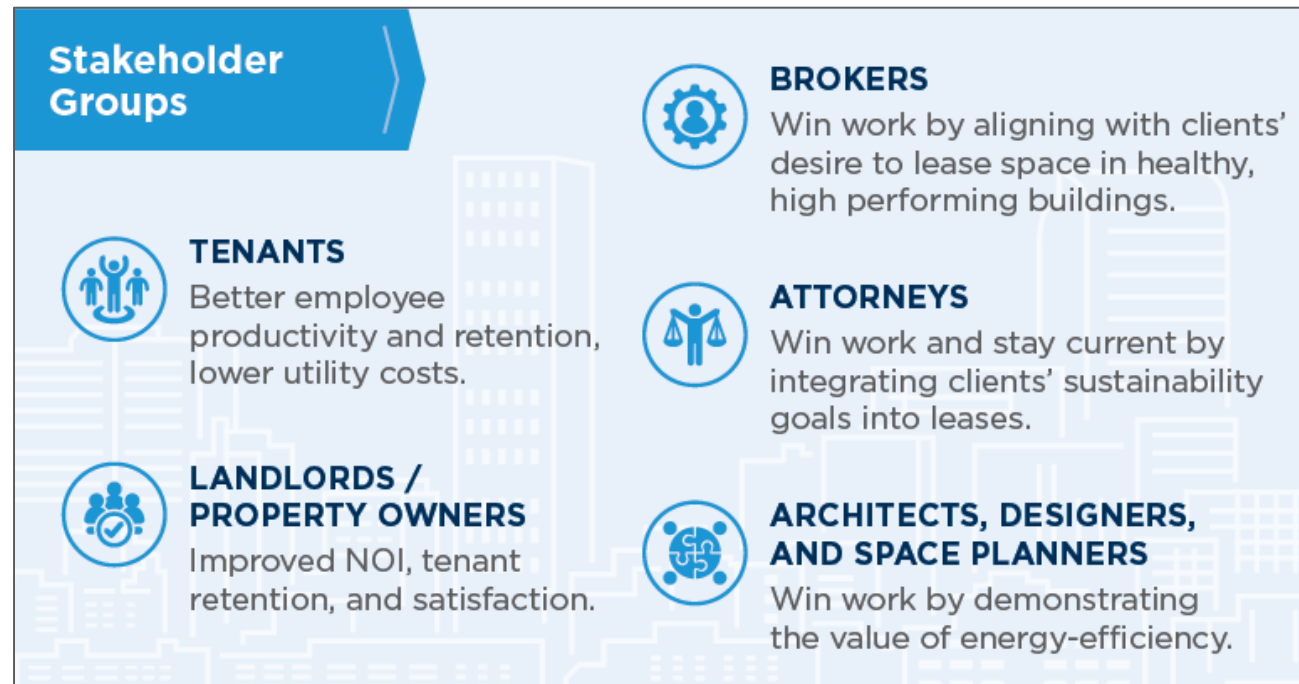 Stakeholder
Groups
TENANTS
Better employee
productivity and retention,
lower utility costs.
LANDLORDS /
PROPERTY OWNERS
Improved NOI, tenant
retention, and satisfaction.
BROKERS
Win work by aligning with clients’
desire to lease space in healthy,
high performing buildings.
ATTORNEYS
Win work and stay current by
integrating clients’ sustainability
goals into leases.
ARCHITECTS, DESIGNERS,
AND SPACE PLANNERS
Win work by demonstrating
the value of energy-efficiency.